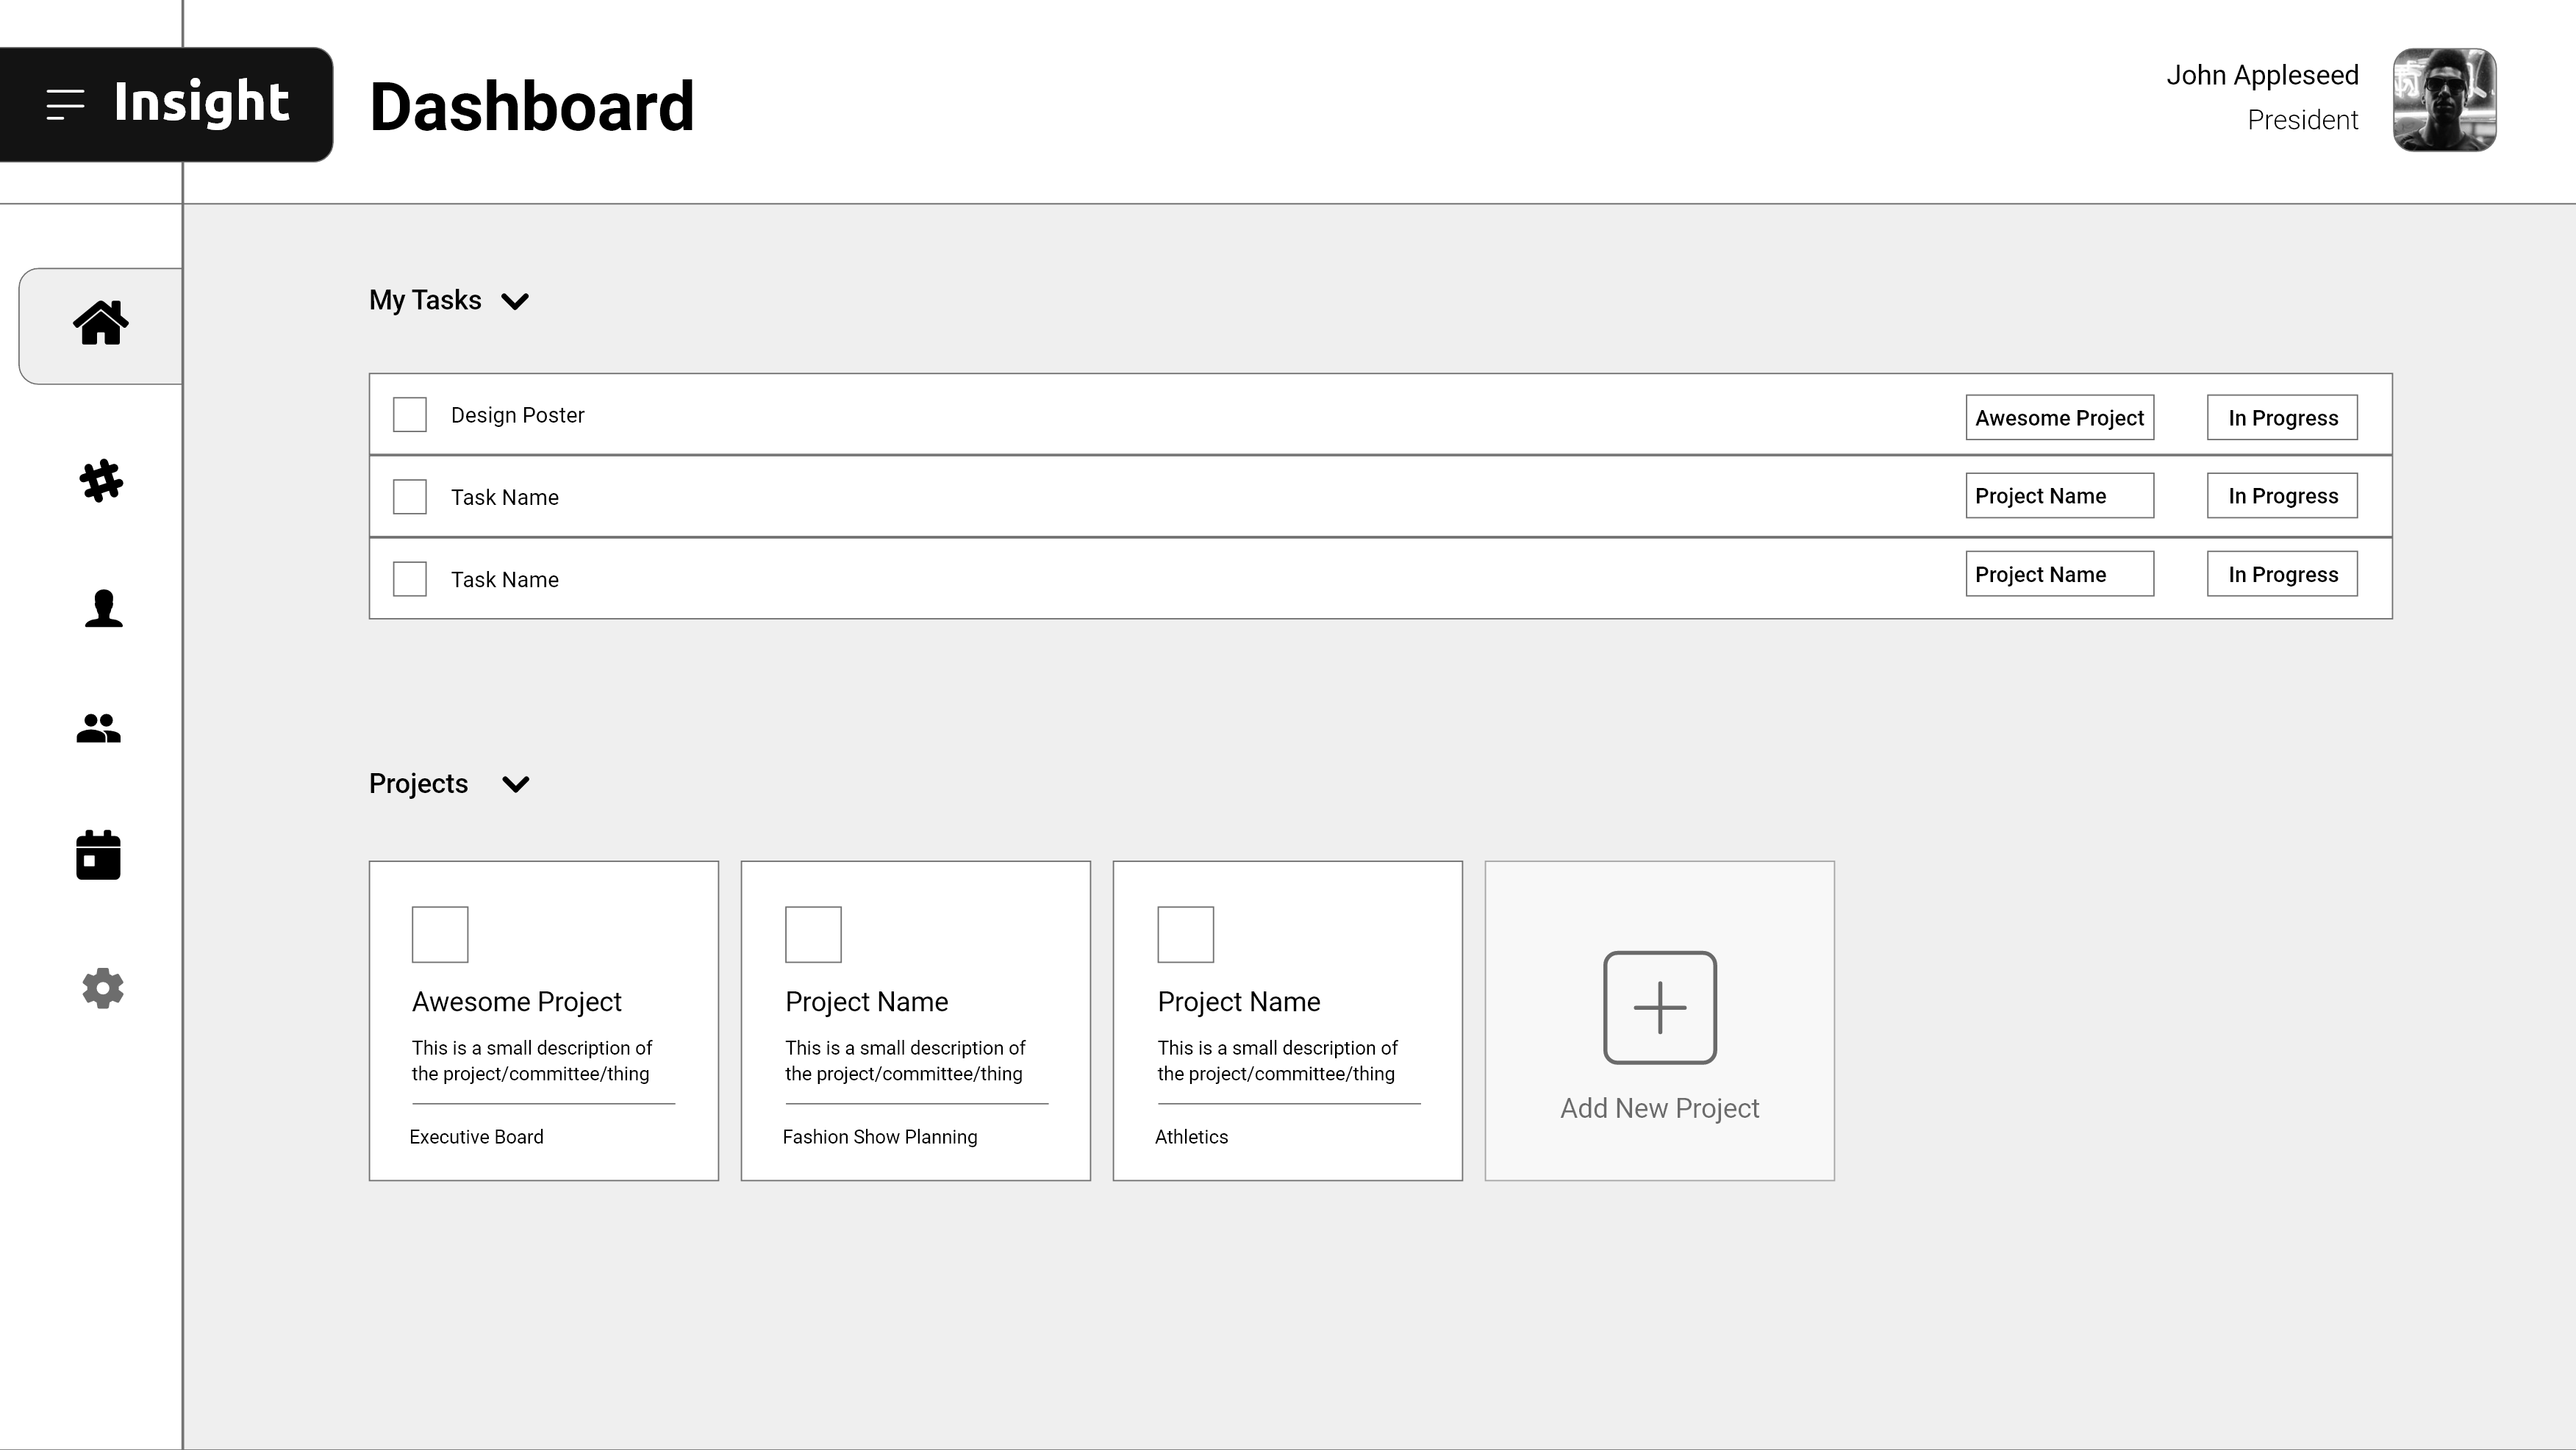 Insight
Dashboard
John Appleseed
President
My Tasks
Design Poster
Awesome Project
In Progress
Task Name
Project Name
In Progress
Task Name
Project Name
In Progress
Projects
Awesome Project
This is a small description of
the project/committee/thing
Executive Board
Project Name
This is a small description of
the project/committee/thing
Fashion Show Planning
Project Name
This is a small description of
the project/committee/thing
Athletics
Add New Project